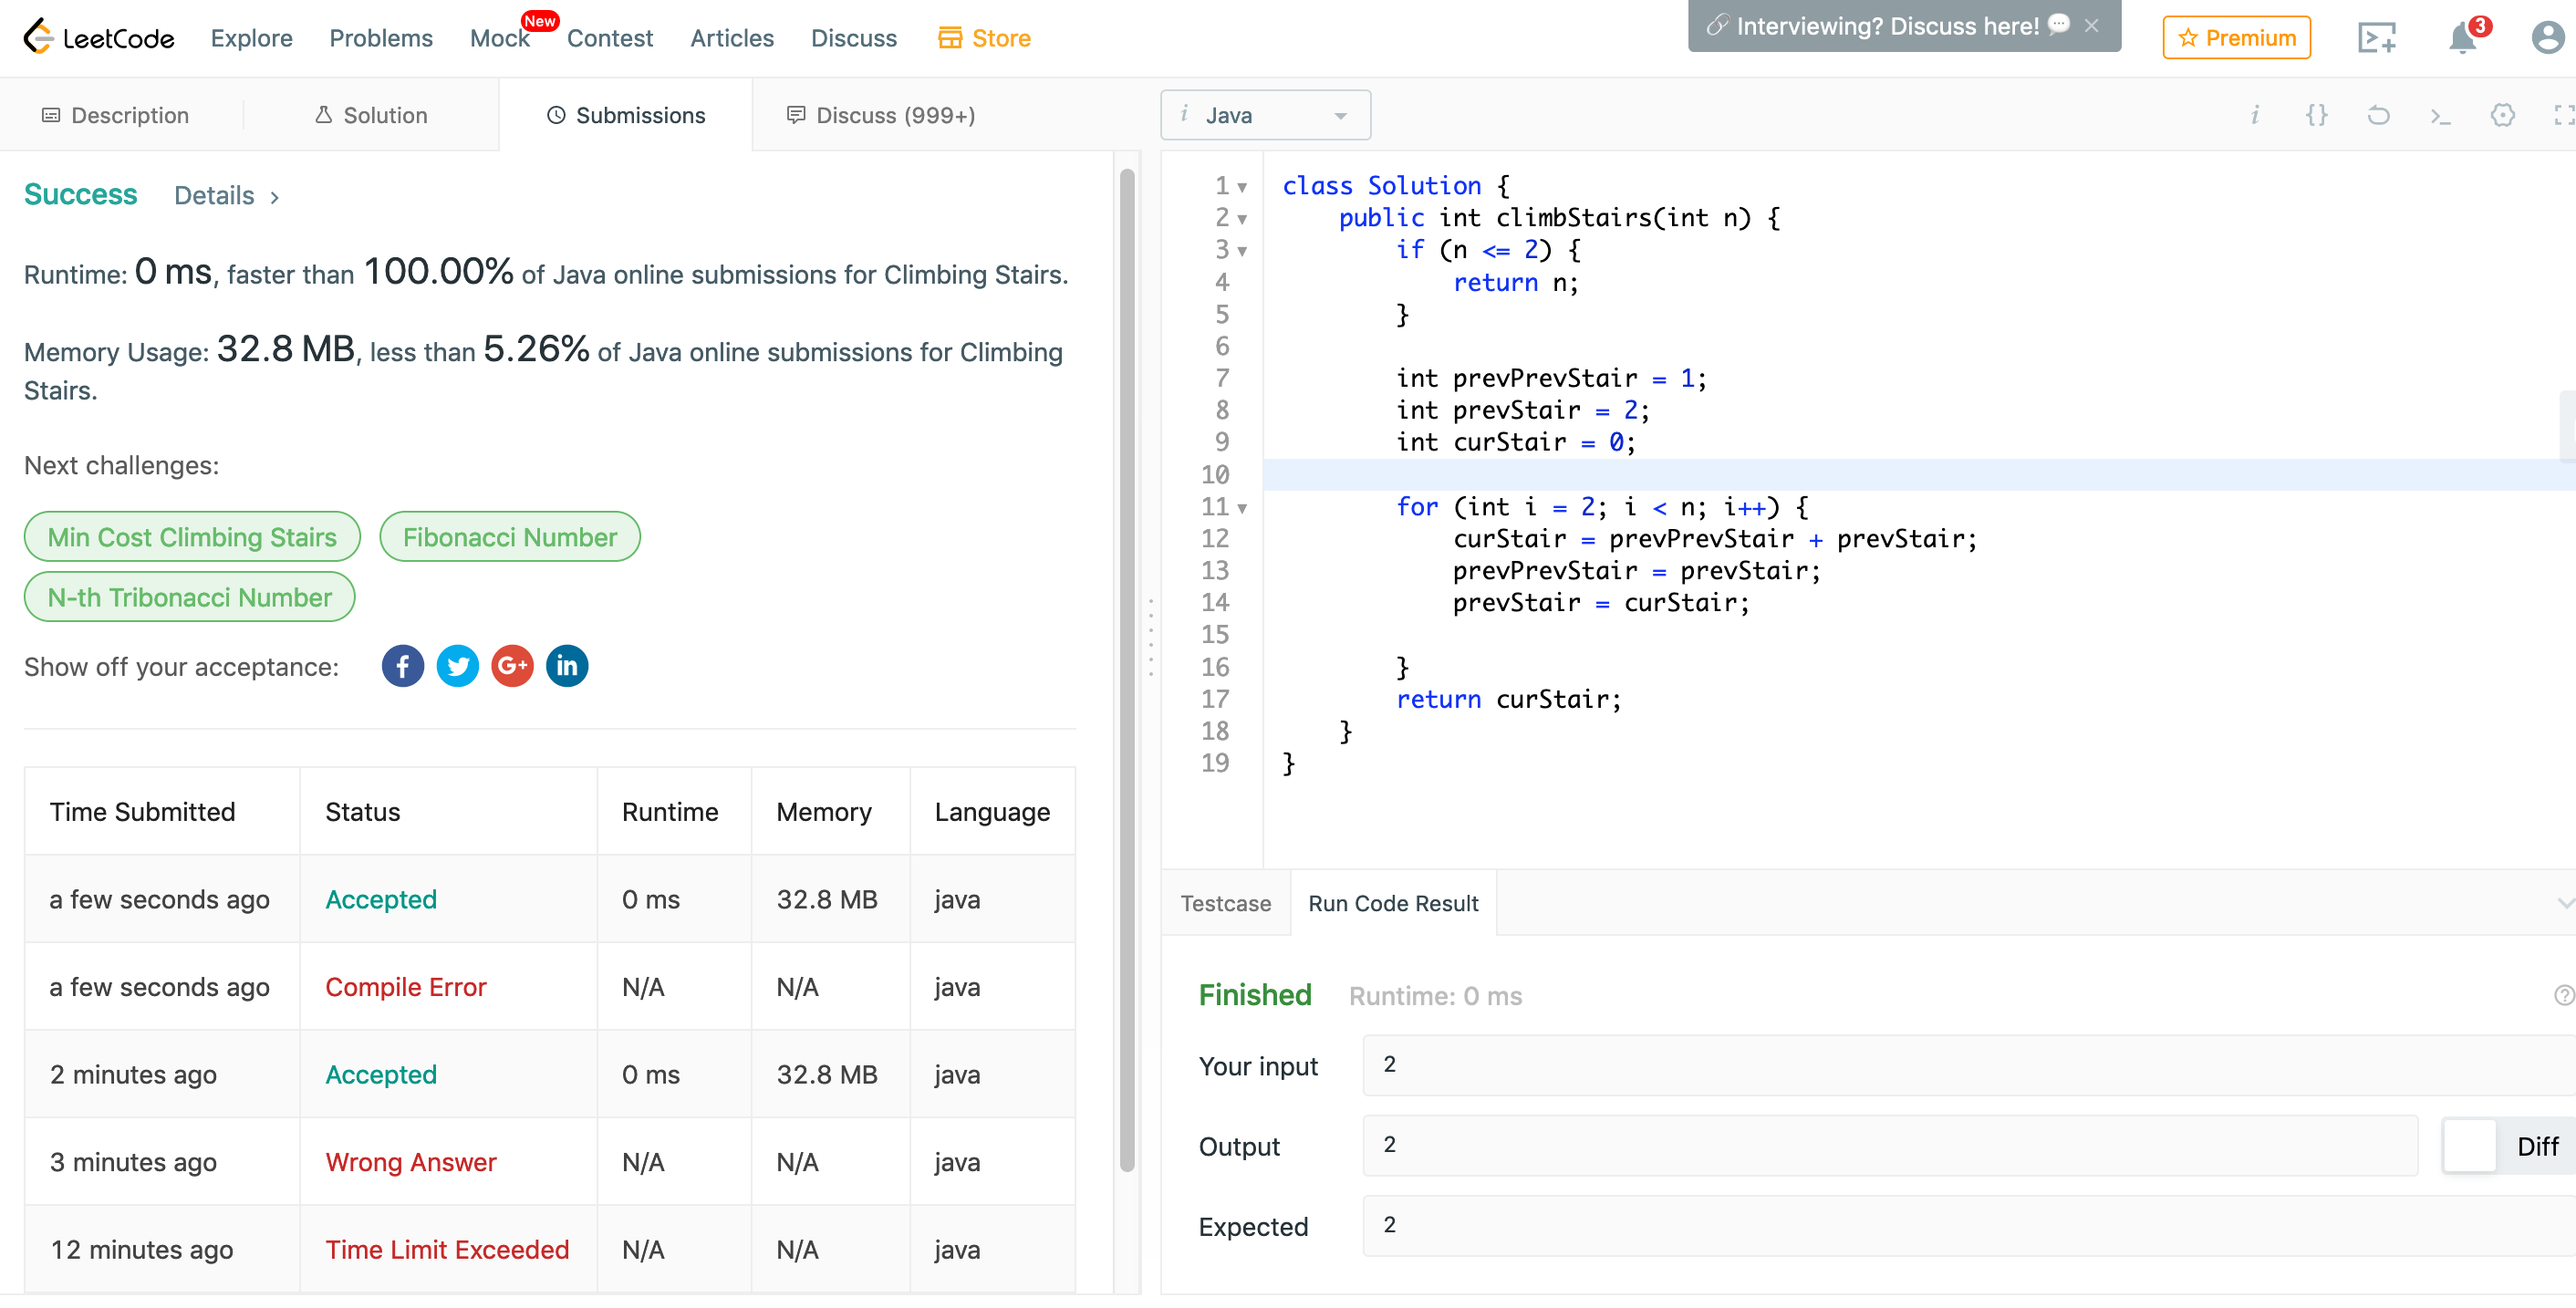 LeetCode Explore Problems Mock New Contest Articles Discuss Store Interviewing? Discuss here! Premium 3
Description Solution Submissions Discuss (999+)
Success Details >
Runtime: 0 ms, faster than 100.00% of Java online submissions for Climbing Stairs.
Memory Usage: 32.8 MB, less than 5.26% of Java online submissions for Climbing
Stairs.
Next challenges:
Min Cost Climbing Stairs Fibonacci Number
N-th Tribonacci Number
Show off your acceptance: f G+ in
Time Submitted Status Runtime Memory Language
a few seconds ago Accepted 0 ms 32.8 MB java
a few seconds ago Compile Error N/A N/A java
2 minutes ago Accepted 0 ms 32.8 MB java
3 minutes ago Wrong Answer N/A N/A java
12 minutes ago Time Limit Exceeded N/A N/A java
i Java i {} >_
1 class Solution {
2     public int climbStairs(int n) {
3         if (n <= 2) {
4             return n;
5         }
6
7         int prevPrevStair = 1;
8         int prevStair = 2;
9         int curStair = 0;
10
11         for (int i = 2; i < n; i++) {
12             curStair = prevPrevStair + prevStair;
13             prevPrevStair = prevStair;
14             prevStair = curStair;
15
16         }
17         return curStair;
18     }
19 }
Testcase Run Code Result
Finished Runtime: 0 ms ?
Your input 2
Output 2 Diff
Expected 2